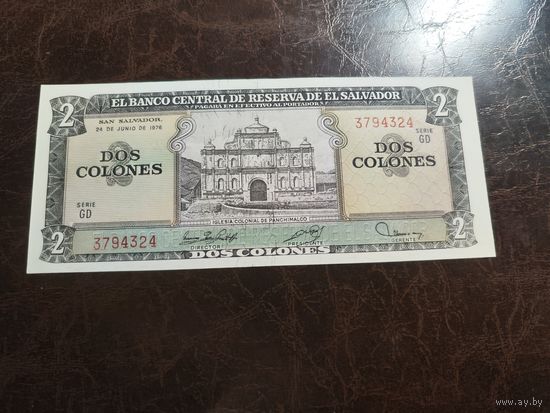 EL BANCO CENTRAL DE RESERVA DE EL SALVADOR
PAGARA EN EFECTIVO AL PORTADOR
2
2
SAN SALVADOR,
24 DE JUNIO DE 1976
3794324
SERIE
GD
DOS
COLONES
DOS
COLONES
SERIE
GD
IGLESIA COLONIAL DE PANCHIMALCO
2
3794324
DIRECTOR
PRESIDENTE
GERENTE
2
DOS COLONES
www.ay.by